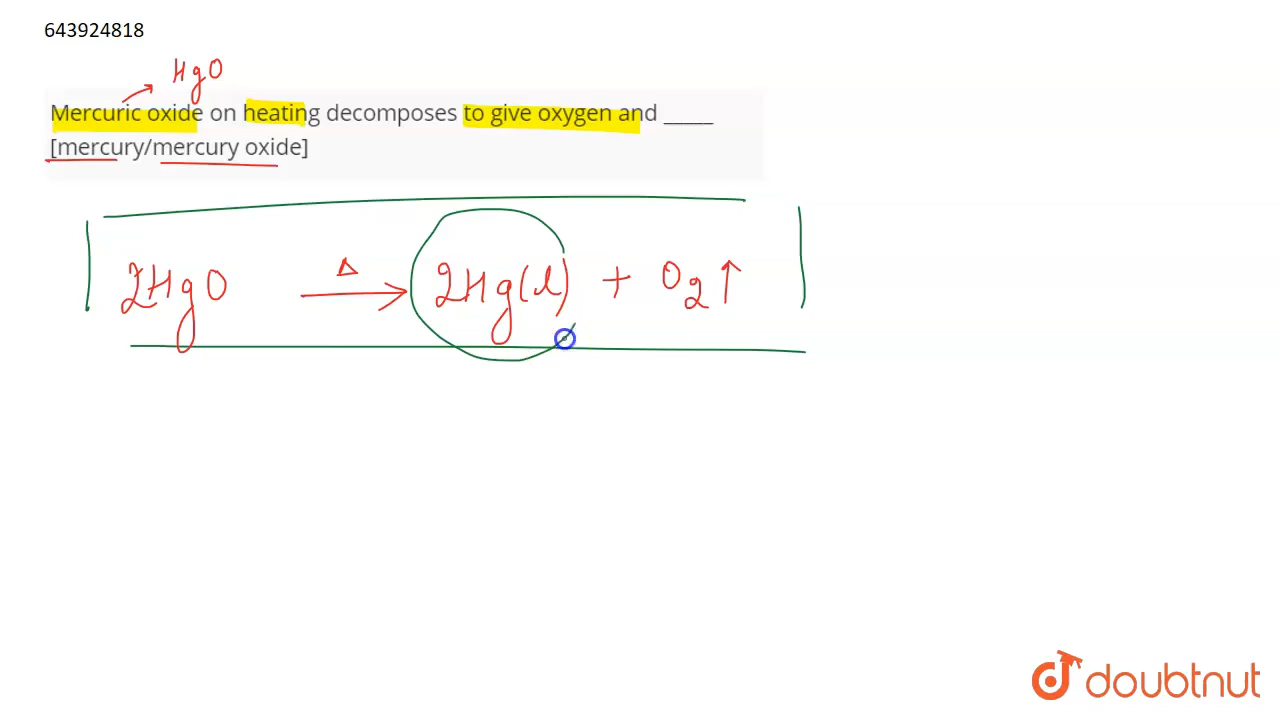 643924818
HgO
Mercuric oxide on heating decomposes to give oxygen and _____
[mercury/mercury oxide]
2HgO Δ → 2Hg(l) + O2↑
doubtnut